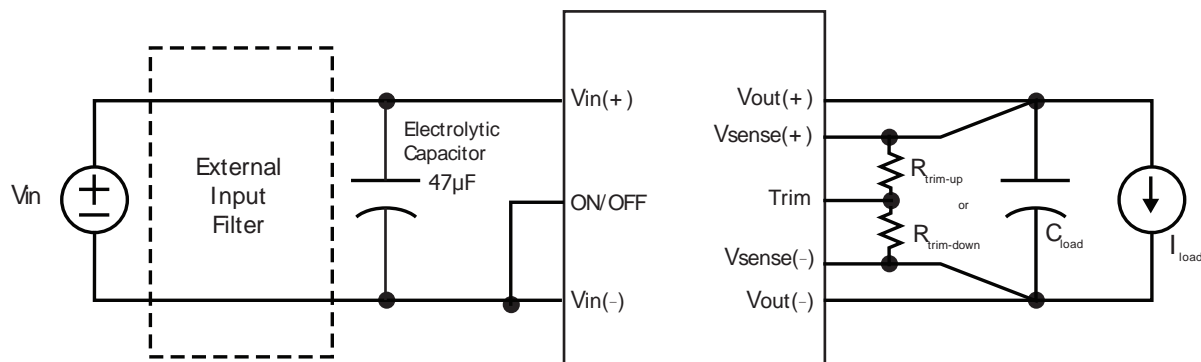 Vin
External
Input
Filter
Electrolytic
Capacitor
47µF
Vin(+)
ON/OFF
Vin(-)
Vout(+)
Vsense(+)
Trim
Vsense(-)
Vout(-)
Rtrim-up
or
Rtrim-down
Cload
Iload